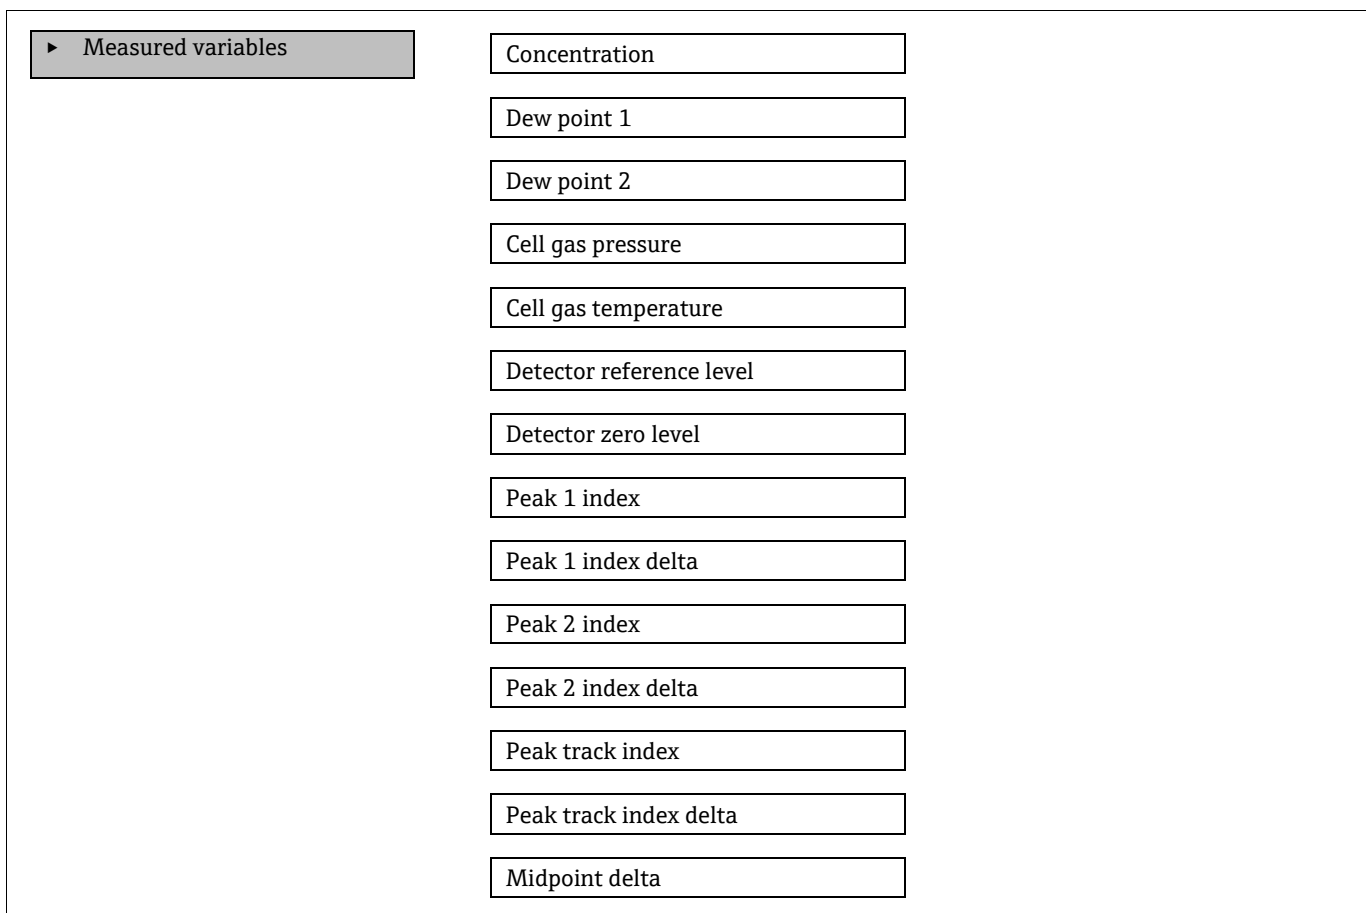 ▸ Measured variables
Concentration
Dew point 1
Dew point 2
Cell gas pressure
Cell gas temperature
Detector reference level
Detector zero level
Peak 1 index
Peak 1 index delta
Peak 2 index
Peak 2 index delta
Peak track index
Peak track index delta
Midpoint delta